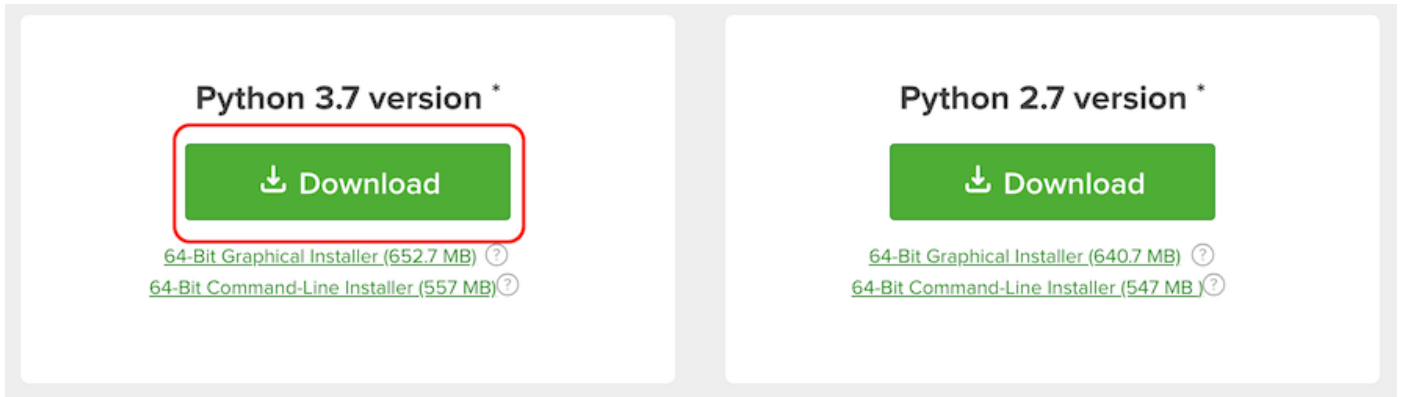 Python 3.7 version *
Download
64-Bit Graphical Installer (652.7 MB) ?
64-Bit Command-Line Installer (557 MB) ?
Python 2.7 version *
Download
64-Bit Graphical Installer (640.7 MB) ?
64-Bit Command-Line Installer (547 MB ) ?